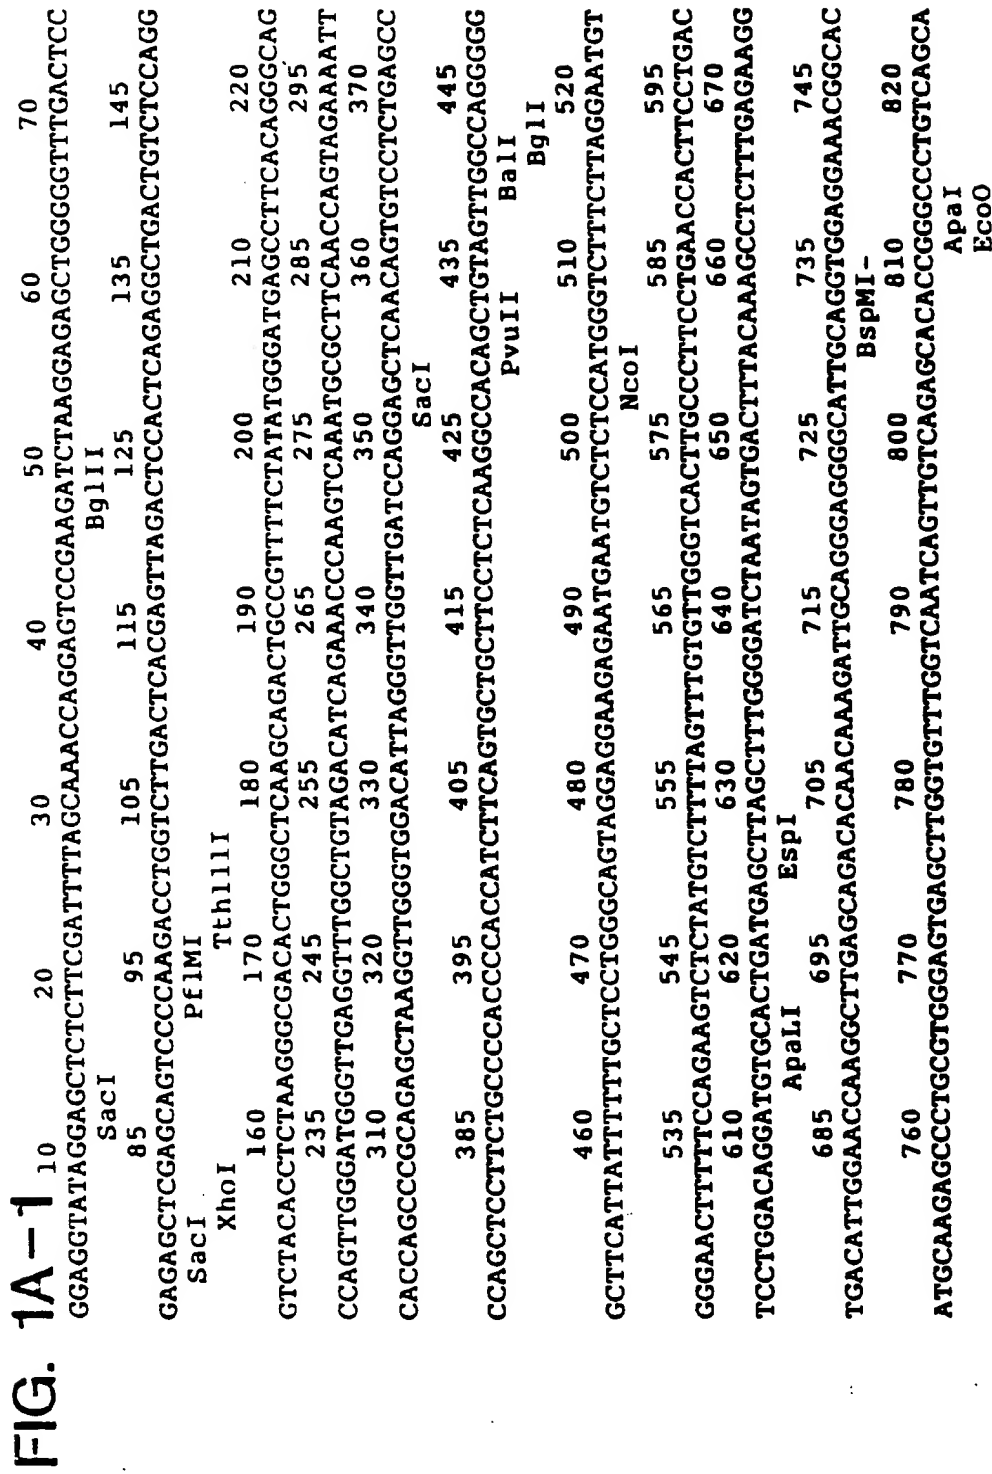 FIG. 1A-1
10 20 30 40 50 60 70
GGAGGTATAGGAGCTCTCTTCGATTTTAGCAAACCAGGAGTCCGAAGATCTAAGGAGAGCTGGGGGTTTGACTCC
SacI BglII
85 95 105 115 125 135 145
GAGAGCTCGAGCAGTCCCCAAGACCTGGTCTTGACTCACGAGTTAGACTCCACTCAGAGGCTGACTGTCTCCAGG
SacI PflMI
XhoI Tth111I
160 170 180 190 200 210 220
GTCTACACCTCTAAGGGCGACACTGGGCTCAAGCAGACTGCCGTTTTCTATATGGGATGAGCCTTCACAGGGCAG
235 245 255 265 275 285 295
CCAGTTGGGATGGGTTGAGGTTTGGCTGTAGACATCAGAAACCCAAGTCAAATGCGCTTCAACCAGTAGAAAATT
310 320 330 340 350 360 370
CACCAGCCCGCAGAGCTAAGGTTGGGTGGACATTAGGGTTGGTTGATCCAGGAGCTCAACAGTGTCCTCTGAGCC
SacI
385 395 405 415 425 435 445
CCAGCTCCTTCTGCCCCACCCCACCATCTTCAGTGCTGCTTCCTCTCAAGGCCACAGCTGTAGTTGGCCAGGGGG
PvuII BalI
BglI
460 470 480 490 500 510 520
GCTTCATTATTTTTGCTCCTGGGCAGTAGGAGGAAGAGAATGAATGTCTCTCCATGGGTCTTTCTTAGGAATGT
NcoI
535 545 555 565 575 585 595
GGGAACTTTTTCCAGAAGTCTCTATGTCTTTTAGTTTGTGTTGGGTCACTTGCCCTTCCTGAACCACTTCCTGAC
610 620 630 640 650 660 670
TCCTGGACAGGATGTGCACTGATGAGCTTAGCTTTGGGGATCTAATAGTGACTTTACAAAGCCTCTTTGAGAAGG
ApaLI EspI
685 695 705 715 725 735 745
TGACATTGGAACCAAGGCTTGAGCAGACACAACAAAGATTGCAGGGAGGGGCATTGCAGGTGGAGGAAACGGCAC
BspMI-
760 770 780 790 800 810 820
ATGCAAGAGCCCTGCGTGGGAGTGAGCTTGGTGTTTGGTCAATCAGTTGTCAGAGCACACCGGGCCCTGTCAGCA
ApaI
EcoO